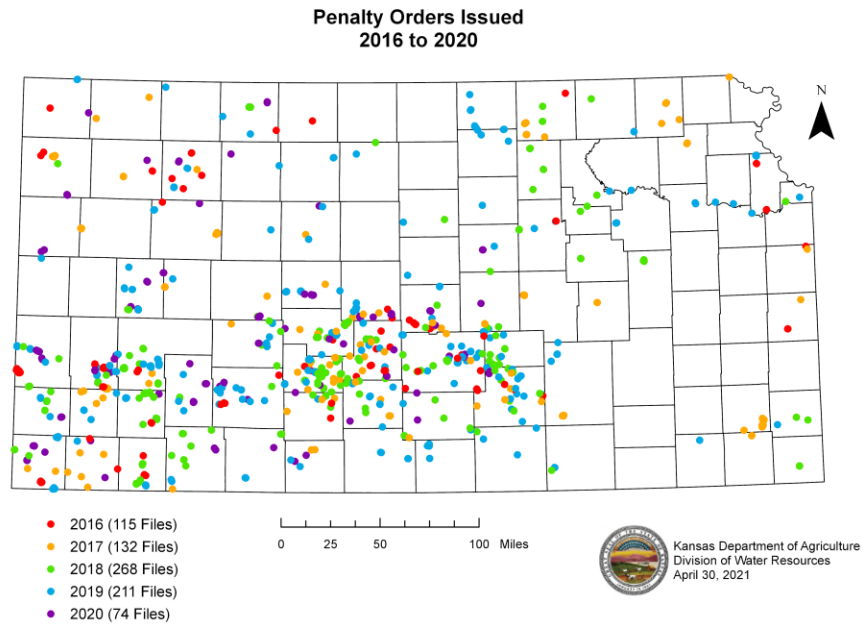 Penalty Orders Issued
2016 to 2020
N
2016 (115 Files)
2017 (132 Files)
2018 (268 Files)
2019 (211 Files)
2020 (74 Files)
0 25 50 100 Miles
Kansas Department of Agriculture
Division of Water Resources
April 30, 2021